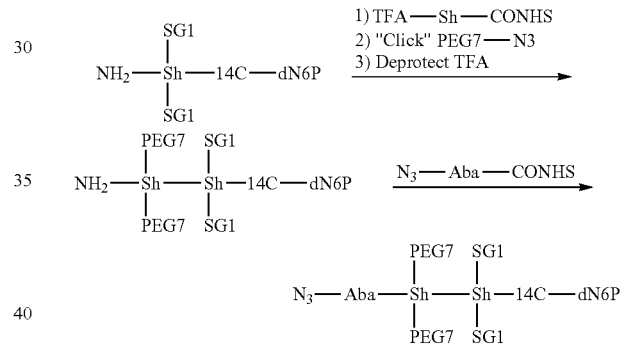 1) TFA—Sh—CONHS
30
SG1
2) "Click" PEG7—N3
3) Deprotect TFA
NH2—Sh—14C—dN6P
SG1
PEG7 SG1
35
NH2—Sh—Sh—14C—dN6P
N3—Aba—CONHS
PEG7 SG1
PEG7 SG1
N3—Aba—Sh—Sh—14C—dN6P
40
PEG7 SG1